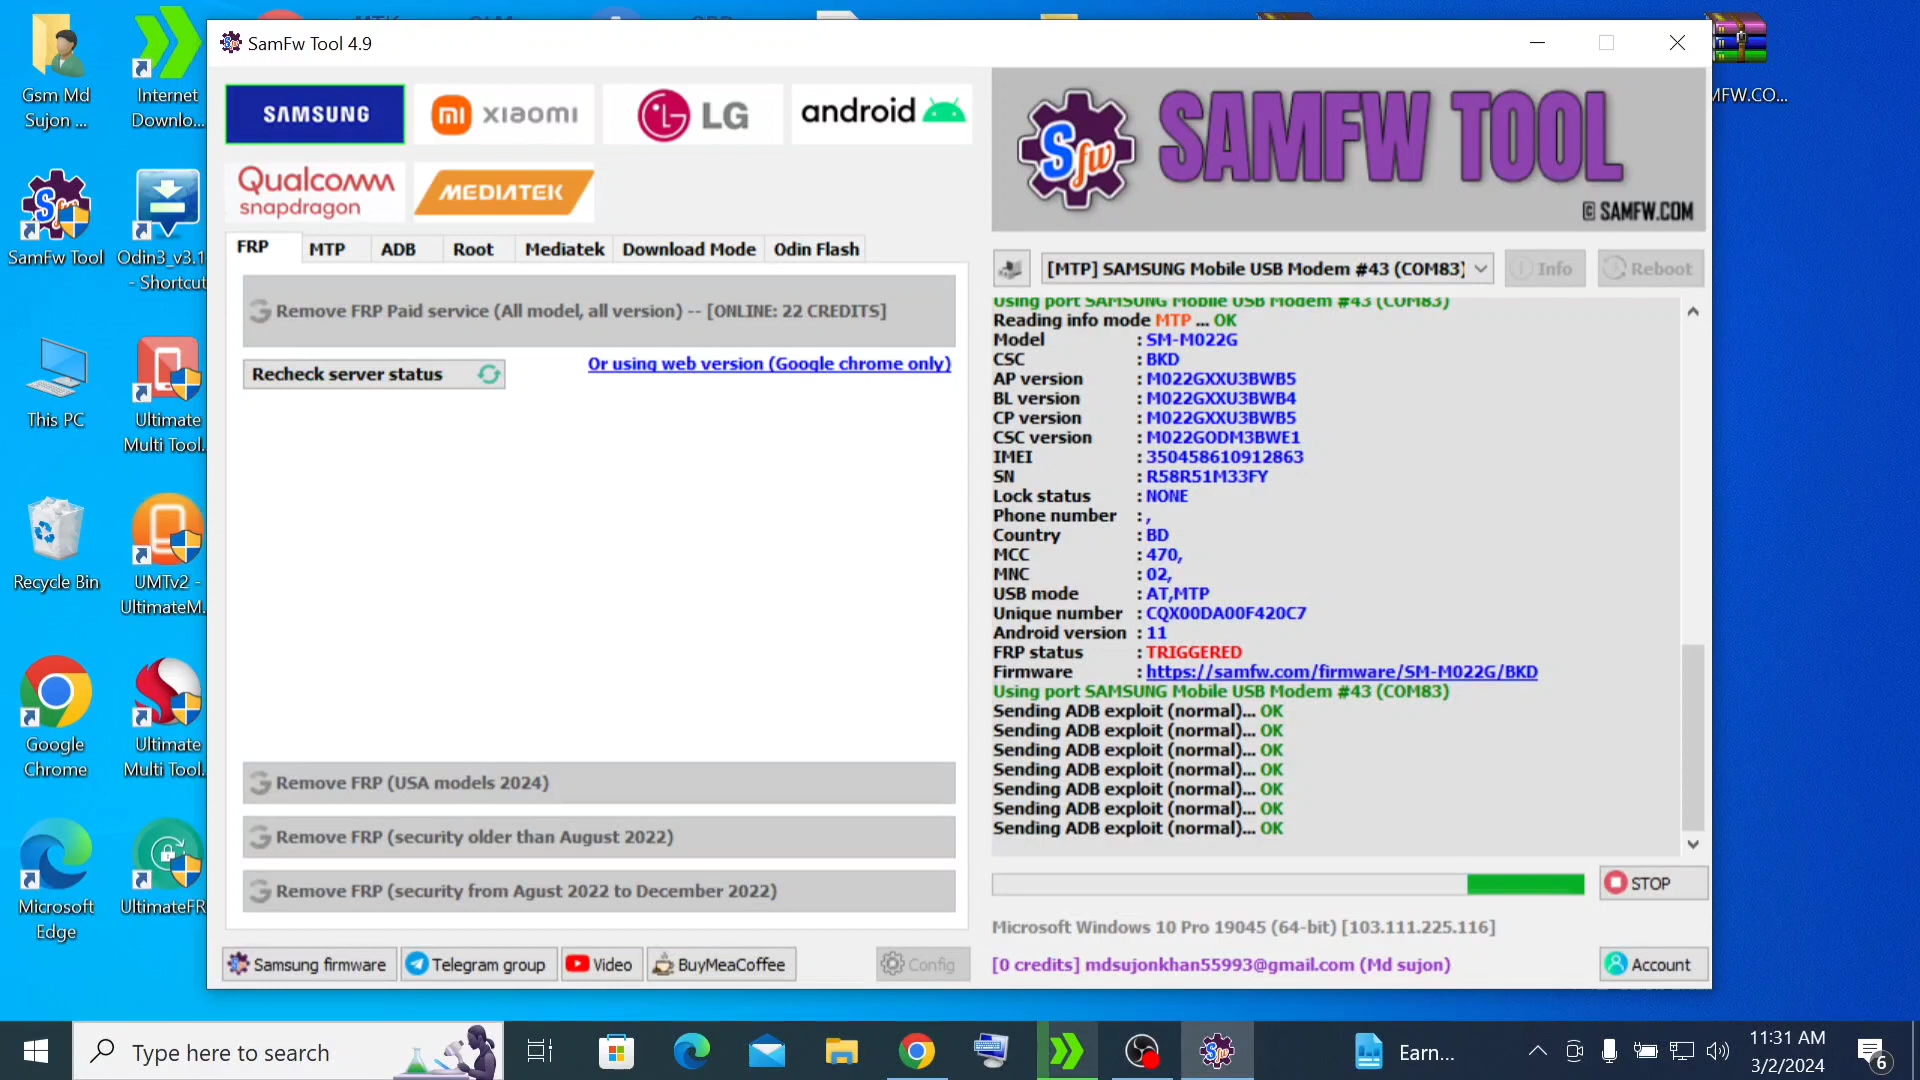 SamFw Tool 4.9
Gsm Md
Sujon ...
Internet
Downlo...
SamFw Tool
Odin3_v3.1
- Shortcut
This PC
Ultimate
Multi Tool.
Recycle Bin
UMTv2 -
UltimateM.
Google
Chrome
Ultimate
Multi Tool.
Microsoft
Edge
UltimateFR
MFW.CO...
SAMSUNG
xiaomi
LG
android
Qualcomm
snapdragon
MEDIATEK
FRP
MTP
ADB
Root
Mediatek
Download Mode
Odin Flash
Remove FRP Paid service (All model, all version) -- [ONLINE: 22 CREDITS]
Recheck server status
Or using web version (Google chrome only)
Remove FRP (USA models 2024)
Remove FRP (security older than August 2022)
Remove FRP (security from Agust 2022 to December 2022)
Samsung firmware
Telegram group
Video
BuyMeaCoffee
Config
Sfw
SAMFW TOOL
© SAMFW.COM
[MTP] SAMSUNG Mobile USB Modem #43 (COM83)
Info
Reboot
Using port SAMSUNG Mobile USB Modem #43 (COM83)
Reading info mode MTP ... OK
Model : SM-M022G
CSC : BKD
AP version : M022GXXU3BWB5
BL version : M022GXXU3BWB4
CP version : M022GXXU3BWB5
CSC version : M022GODM3BWE1
IMEI : 350458610912863
SN : R58R51M33FY
Lock status : NONE
Phone number : ,
Country : BD
MCC : 470,
MNC : 02,
USB mode : AT,MTP
Unique number : CQX00DA00F420C7
Android version : 11
FRP status : TRIGGERED
Firmware : https://samfw.com/firmware/SM-M022G/BKD
Using port SAMSUNG Mobile USB Modem #43 (COM83)
Sending ADB exploit (normal)... OK
Sending ADB exploit (normal)... OK
Sending ADB exploit (normal)... OK
Sending ADB exploit (normal)... OK
Sending ADB exploit (normal)... OK
Sending ADB exploit (normal)... OK
Sending ADB exploit (normal)... OK
STOP
Microsoft Windows 10 Pro 19045 (64-bit) [103.111.225.116]
[0 credits] mdsujonkhan55993@gmail.com (Md sujon)
Account
Type here to search
Earn...
11:31 AM
3/2/2024
6